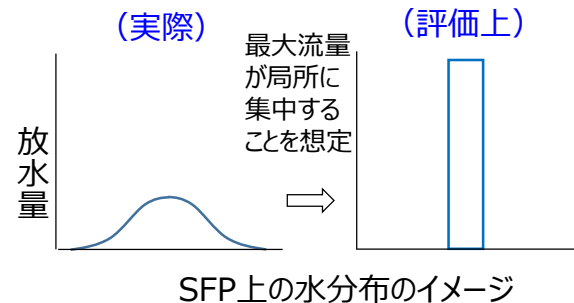 （実際）
最大流量
が局所に
集中する
ことを想定
（評価上）
放水量
SFP上の水分布のイメージ